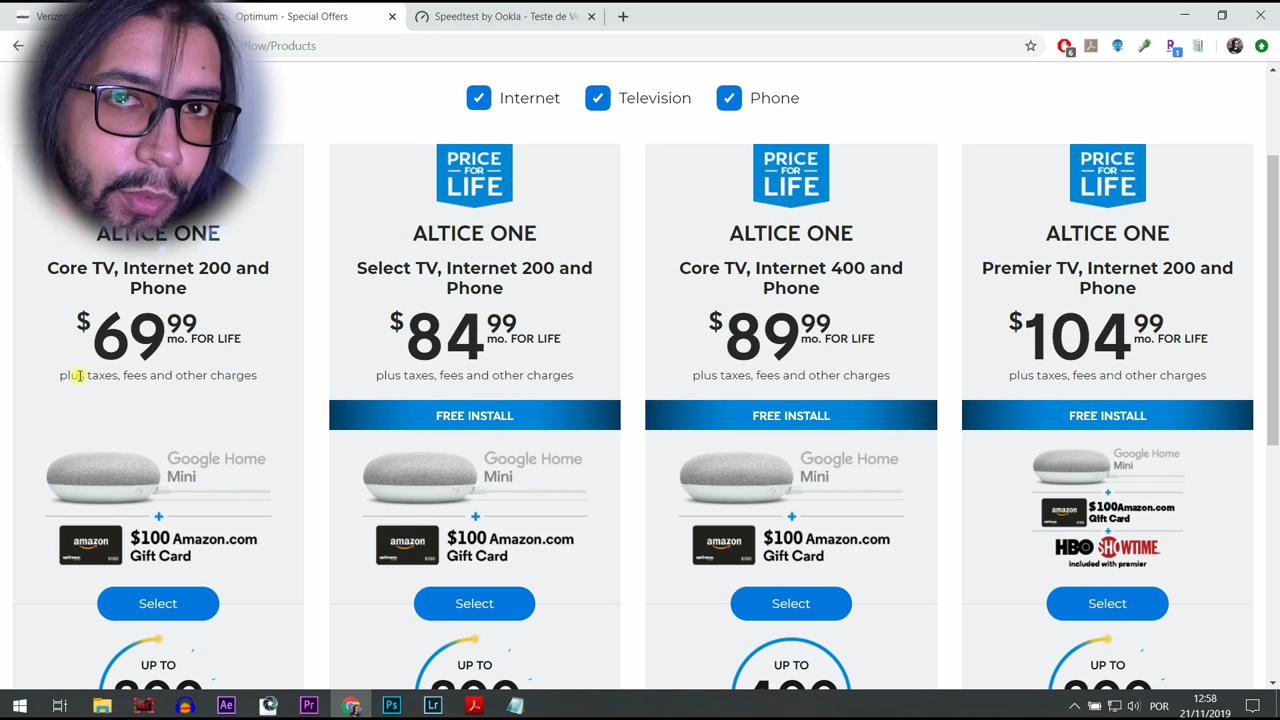 Optimum - Special Offers
Speedtest by Ookla - Teste de Ve
flow/Products
6
1
Internet
Television
Phone
ALTICE ONE
Core TV, Internet 200 and
Phone
$69 99
mo. FOR LIFE
plus taxes, fees and other charges
Google Home
Mini
amazon
$100 Amazon.com
Gift Card
Select
UP TO
PRICE
FOR
LIFE
ALTICE ONE
Select TV, Internet 200 and
Phone
$84 99
mo. FOR LIFE
plus taxes, fees and other charges
FREE INSTALL
Google Home
Mini
amazon
$100 Amazon.com
Gift Card
Select
UP TO
PRICE
FOR
LIFE
ALTICE ONE
Core TV, Internet 400 and
Phone
$89 99
mo. FOR LIFE
plus taxes, fees and other charges
FREE INSTALL
Google Home
Mini
amazon
$100 Amazon.com
Gift Card
Select
UP TO
PRICE
FOR
LIFE
ALTICE ONE
Premier TV, Internet 200 and
Phone
$104 99
mo. FOR LIFE
plus taxes, fees and other charges
FREE INSTALL
Google Home
Mini
amazon
$100Amazon.com
Gift Card
HBO SHOWTIME.
included with premier
Select
UP TO
Ae
Pr
Ps
Lr
POR
12:58
21/11/2019